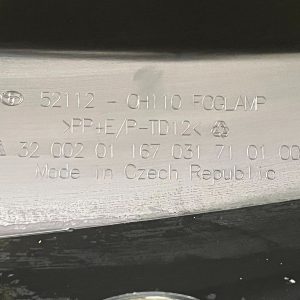 52112 - 0H110 FOGLAMP
>PP+E/P-TD12<
A 32 002 01 167 031 71 01 00
Made in Czech Republic